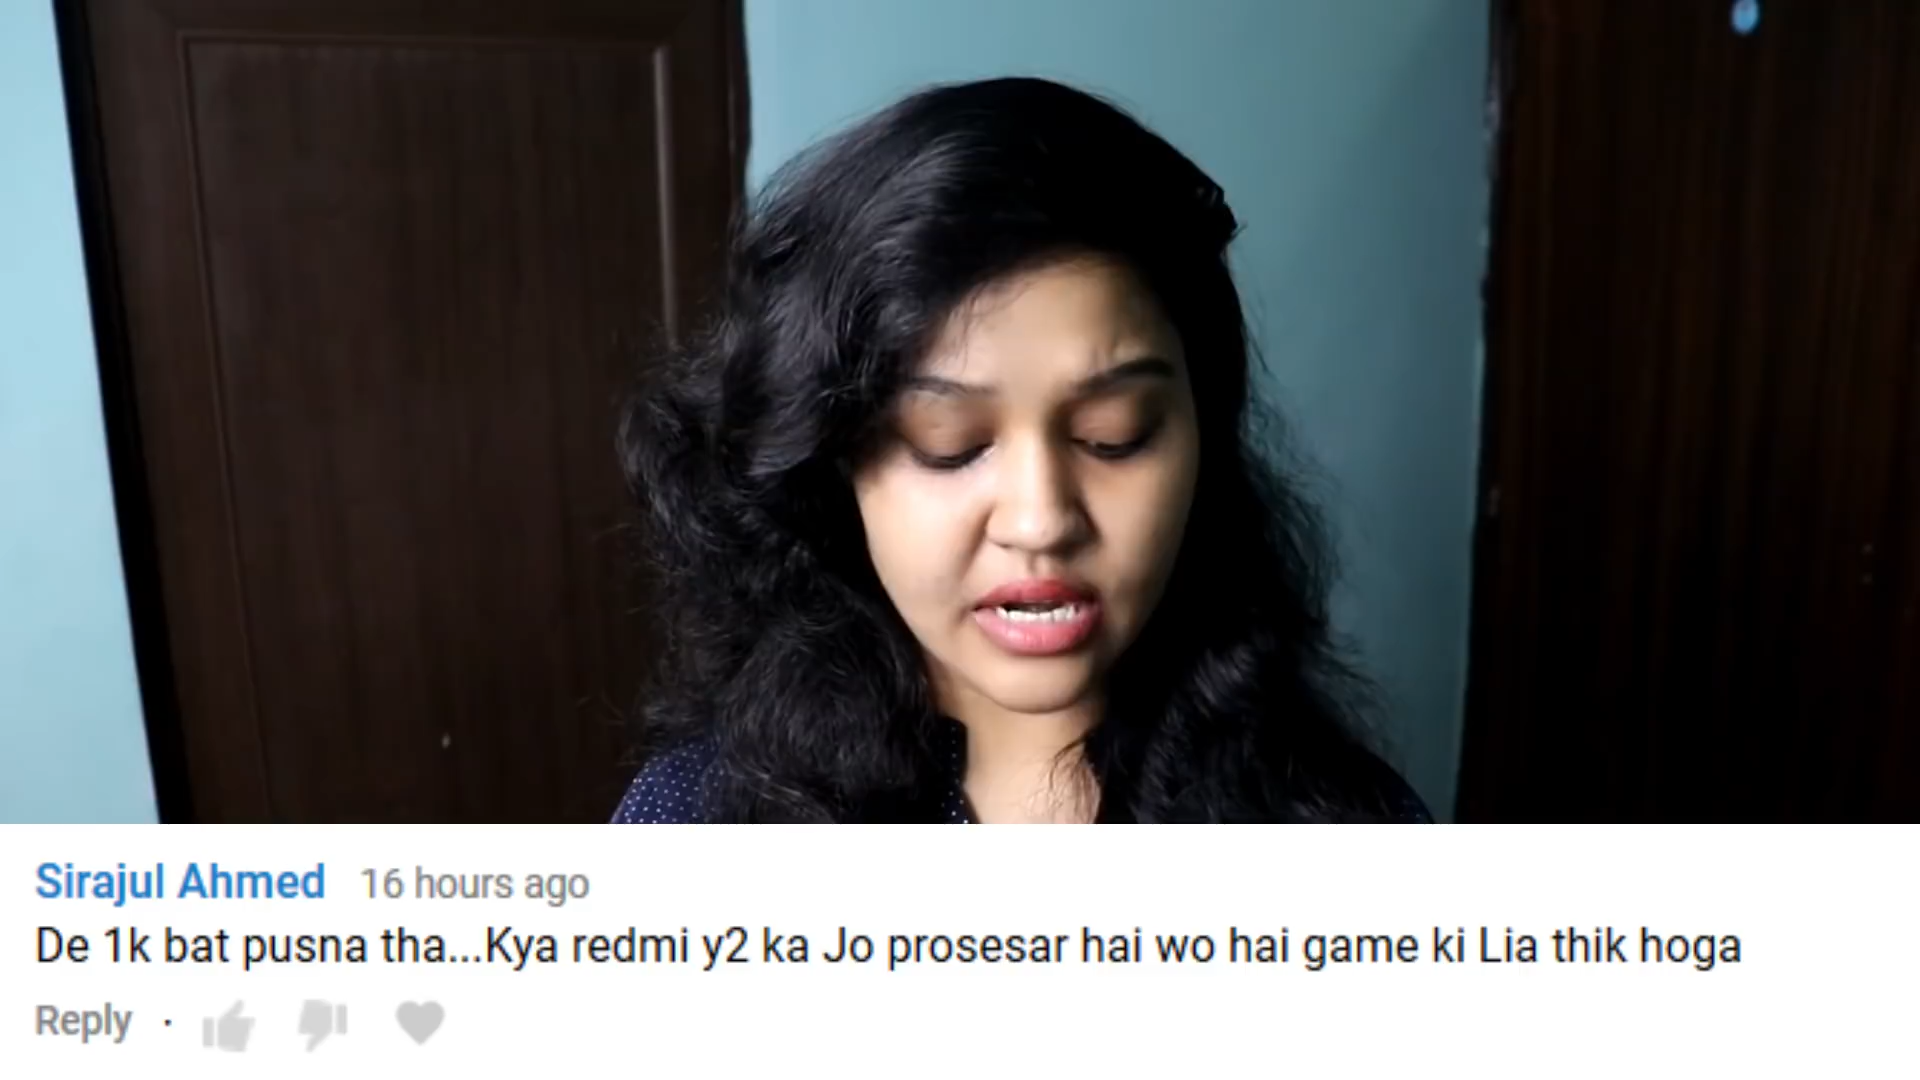 Sirajul Ahmed 16 hours ago
De 1k bat pusna tha...Kya redmi y2 ka Jo prosesar hai wo hai game ki Lia thik hoga
Reply ·